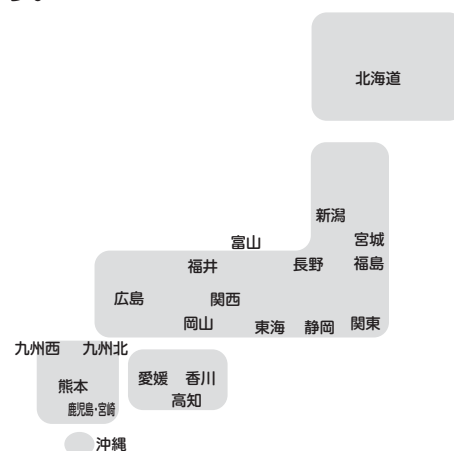 北海道
新潟
宮城
富山
福井
長野
福島
広島
関西
岡山
東海
静岡
関東
九州西
九州北
愛媛
香川
熊本
高知
鹿児島・宮崎
沖縄